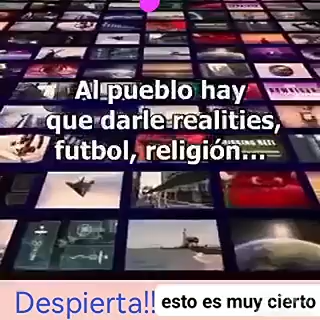 Al pueblo hay
que darle realities,
futbol, religión...
Despierta!! esto es muy cierto